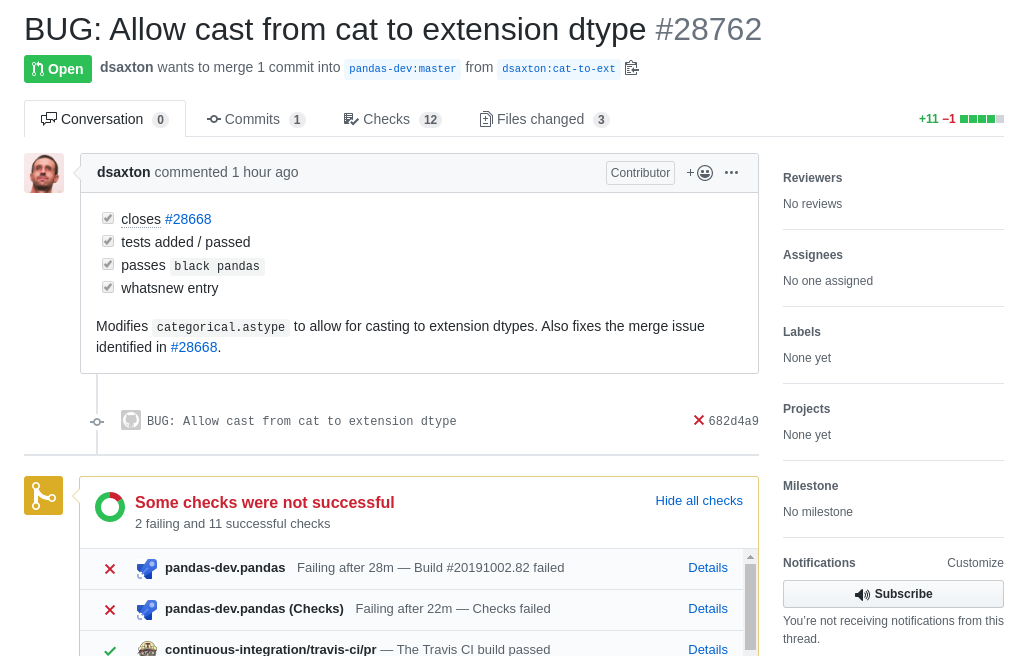 BUG: Allow cast from cat to extension dtype #28762
Open dsaxton wants to merge 1 commit into pandas-dev:master from dsaxton:cat-to-ext
Conversation 0 Commits 1 Checks 12 Files changed 3 +11 −1
dsaxton commented 1 hour ago Contributor + ···
closes #28668
tests added / passed
passes black pandas
whatsnew entry
Modifies categorical.astype to allow for casting to extension dtypes. Also fixes the merge issue
identified in #28668.
BUG: Allow cast from cat to extension dtype 682d4a9
Some checks were not successful Hide all checks
2 failing and 11 successful checks
pandas-dev.pandas Failing after 28m — Build #20191002.82 failed Details
pandas-dev.pandas (Checks) Failing after 22m — Checks failed Details
continuous-integration/travis-ci/pr — The Travis CI build passed Details
Reviewers
No reviews
Assignees
No one assigned
Labels
None yet
Projects
None yet
Milestone
No milestone
Notifications Customize
Subscribe
You’re not receiving notifications from this
thread.